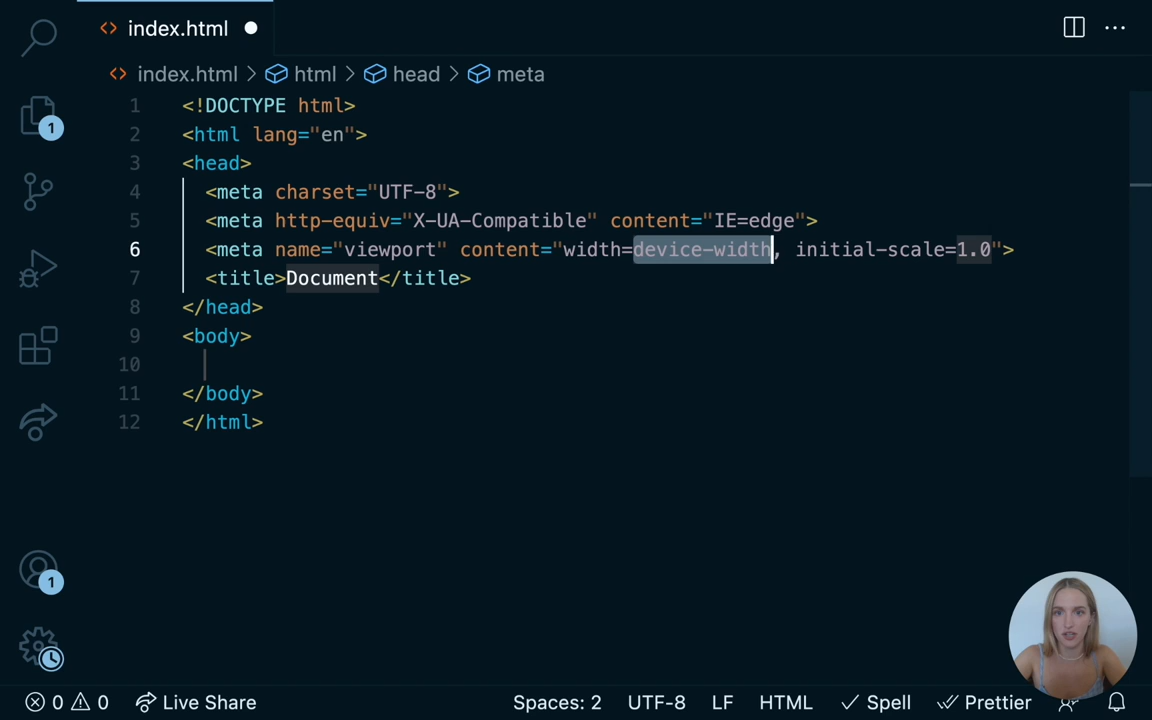 index.html
index.html > html > head > meta
1 <!DOCTYPE html>
2 <html lang="en">
3 <head>
4 <meta charset="UTF-8">
5 <meta http-equiv="X-UA-Compatible" content="IE=edge">
6 <meta name="viewport" content="width=device-width, initial-scale=1.0">
7 <title>Document</title>
8 </head>
9 <body>
10
11 </body>
12 </html>
1
1
0 0 Live Share Spaces: 2 UTF-8 LF HTML Spell Prettier